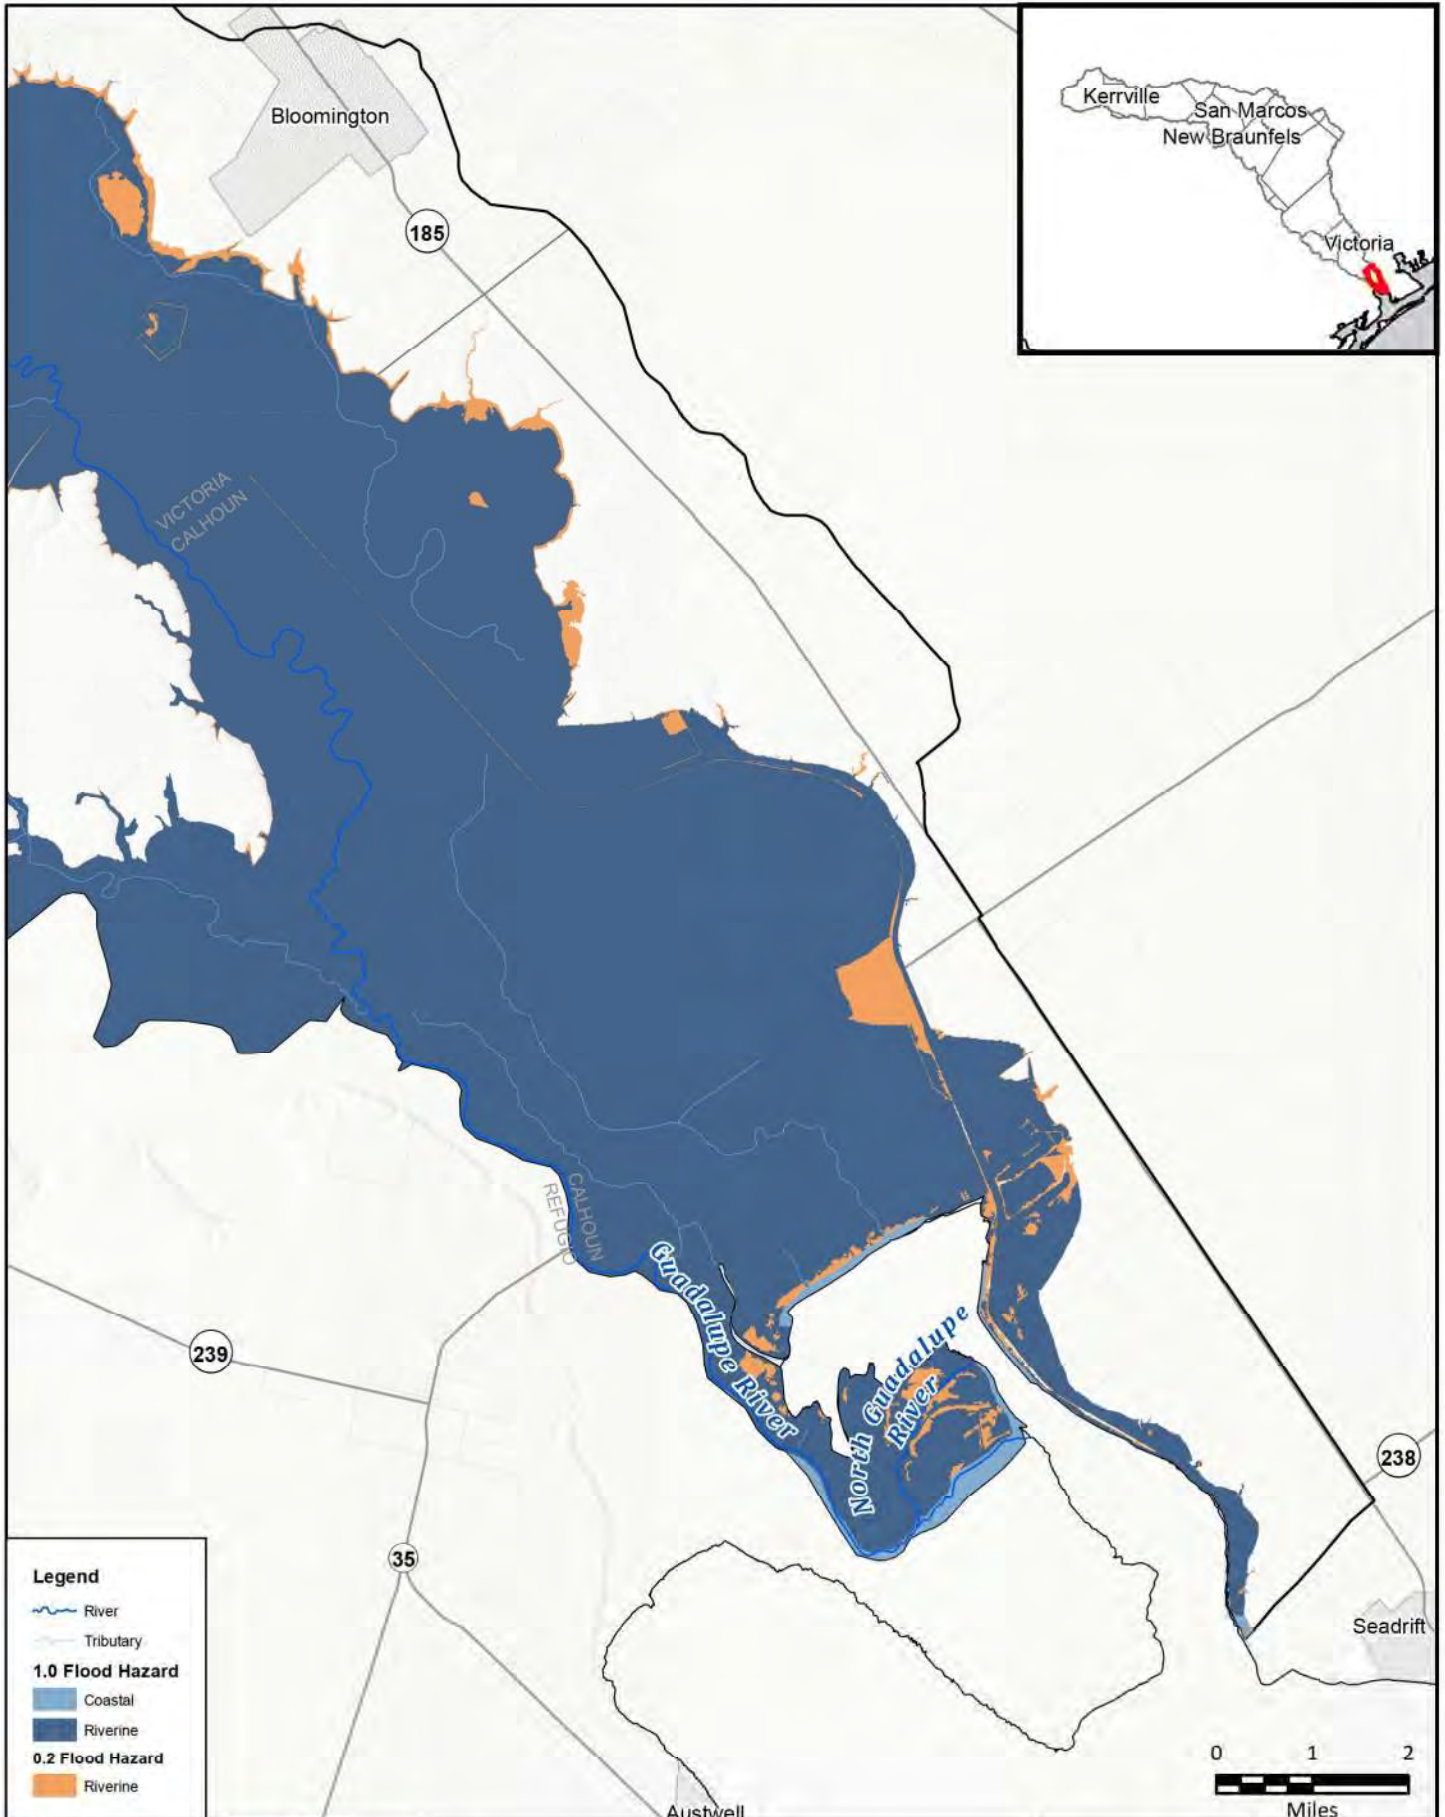 Bloomington
185
Kerrville
San Marcos
New Braunfels
Victoria
VICTORIA
CALHOUN
CALHOUN
REFUGIO
Guadalupe River
North Guadalupe
River
239
35
238
Seadrift
Austwell
Legend
River
Tributary
1.0 Flood Hazard
Coastal
Riverine
0.2 Flood Hazard
Riverine
0 1 2
Miles